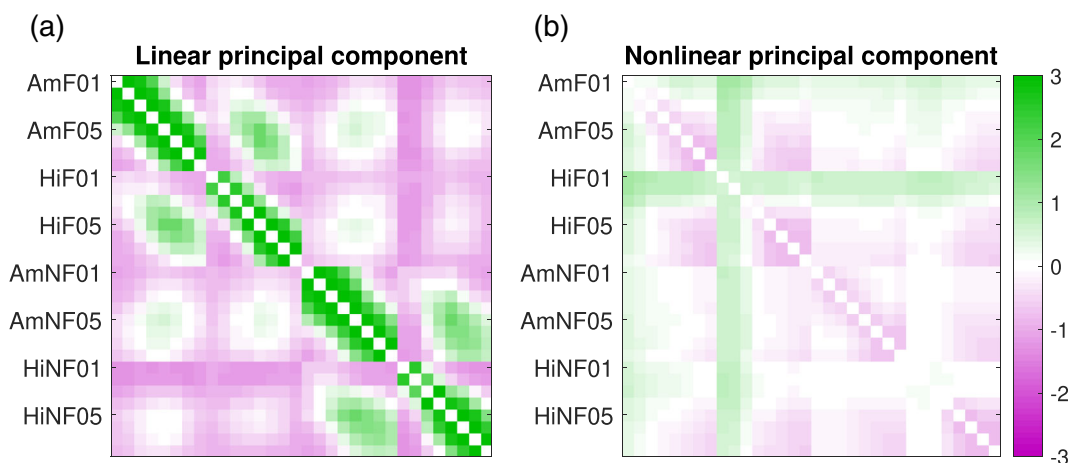 (a)
Linear principal component
AmF01
AmF05
HiF01
HiF05
AmNF01
AmNF05
HiNF01
HiNF05
(b)
Nonlinear principal component
AmF01
AmF05
HiF01
HiF05
AmNF01
AmNF05
HiNF01
HiNF05
3
2
1
0
-1
-2
-3